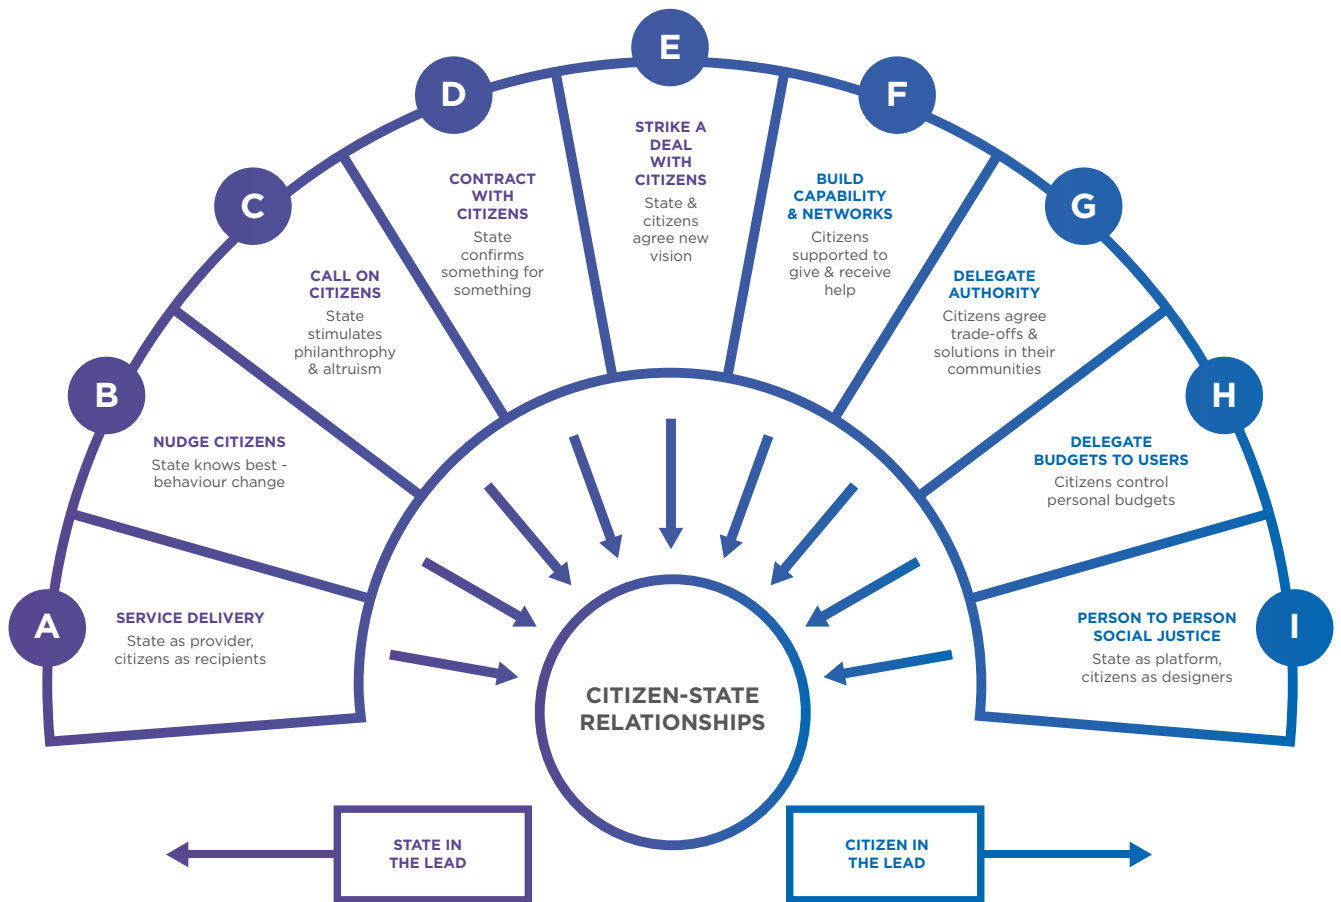 A
SERVICE DELIVERY
State as provider,
citizens as recipients
B
NUDGE CITIZENS
State knows best -
behaviour change
C
CALL ON
CITIZENS
State
stimulates
philanthropy
& altruism
D
CONTRACT
WITH
CITIZENS
State
confirms
something for
something
E
STRIKE A
DEAL
WITH
CITIZENS
State &
citizens
agree new
vision
F
BUILD
CAPABILITY
& NETWORKS
Citizens
supported to
give & receive
help
G
DELEGATE
AUTHORITY
Citizens agree
trade-offs &
solutions in their
communities
H
DELEGATE
BUDGETS TO USERS
Citizens control
personal budgets
I
PERSON TO PERSON
SOCIAL JUSTICE
State as platform,
citizens as designers
CITIZEN-STATE
RELATIONSHIPS
STATE IN
THE LEAD
CITIZEN IN
THE LEAD